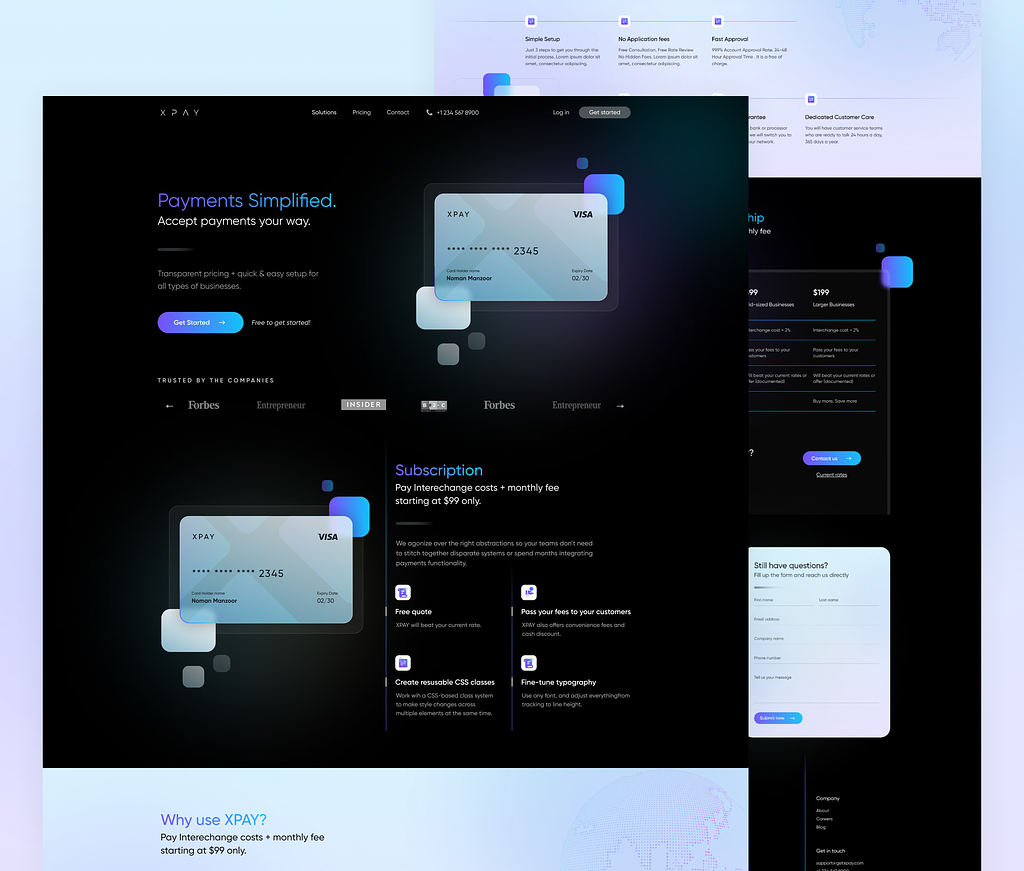 Simple Setup
Just 3 steps to get you through the
initial process. Lorem ipsum dolor sit
amet, consectetur adipiscing.
No Application fees
Free Consultation, Free Rate Review
No Hidden Fees. Lorem ipsum dolor sit
amet, consectetur adipiscing.
Fast Approval
999% Account Approval Rate, 24-48
Hour Approval Time . It is a free of
charge.
rantee
bank or processor
we will switch you to
our network.
Dedicated Customer Care
You will have customer service teams
who are ready to talk 24 hours a day,
365 days a year.
XPAY
Solutions
Pricing
Contact
+1 234 567 8900
Log in
Get started
Payments Simplified.
Accept payments your way.
Transparent pricing + quick & easy setup for
all types of businesses.
Get Started →
Free to get started!
XPAY
VISA
**** **** **** 2345
Card Holder name
Noman Manzoor
Expiry Date
02/30
TRUSTED BY THE COMPANIES
← Forbes Entrepreneur INSIDER BBC Forbes Entrepreneur →
XPAY
VISA
**** **** **** 2345
Card Holder name
Noman Manzoor
Expiry Date
02/30
Subscription
Pay Interechange costs + monthly fee
starting at $99 only.
We agonize over the right abstractions so your teams don't need
to stitch together disparate systems or spend months integrating
payments functionality.
Free quote
XPAY will beat your current rate.
Pass your fees to your customers
XPAY also offers convenience fees and
cash discount.
Create resusable CSS classes
Work wih a CSS-based class system
to make style changes across
multiple elements at the same time.
Fine-tune typography
Use any font, and adjust everythingfrom
tracking to line height.
Why use XPAY?
Pay Interechange costs + monthly fee
starting at $99 only.
hip
hly fee
99
id-sized Businesses
terchange cost + 2%
ass your fees to your
ustomers
ill beat your current rates or
ffer (documented)
$199
Larger Businesses
Interchange cost + 2%
Pass your fees to your
customers
Will beat your current rates or
offer (documented)
Buy more, Save more
?
Contact us →
Current rates
Still have questions?
Fill up the form and reach us directly
First name
Last name
Email address
Company name
Phone number
Tell us your message
Submit now →
Company
About
Careers
Blog
Get in touch
support@getxpay.com
+1 234 567 8900